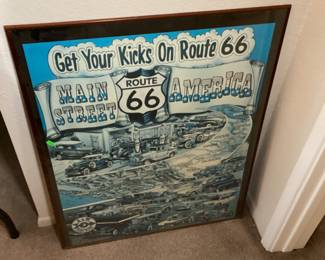 Get Your Kicks On Route 66
MAIN STREET
ROUTE 66
AMERICA